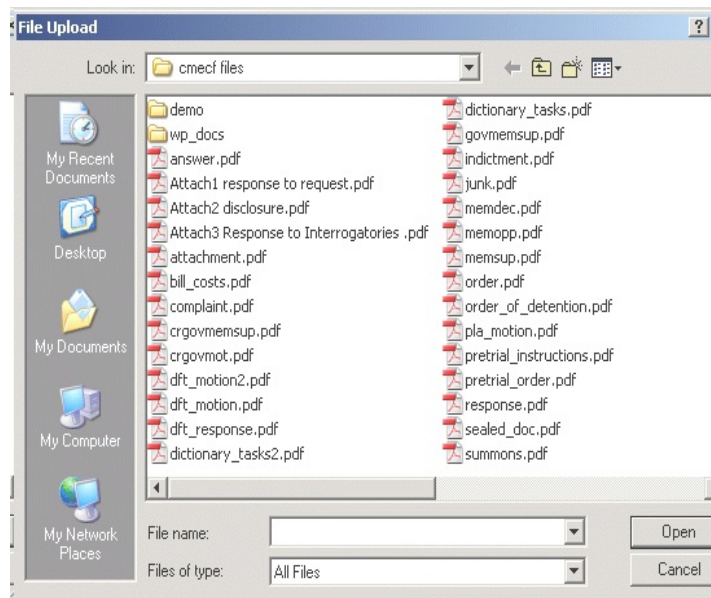 File Upload
?
Look in:
cmecf files
My Recent
Documents
Desktop
My Documents
My Computer
My Network
Places
demo
wp_docs
answer.pdf
Attach1 response to request.pdf
Attach2 disclosure.pdf
Attach3 Response to Interrogatories .pdf
attachment.pdf
bill_costs.pdf
complaint.pdf
crgovmemsup.pdf
crgovmot.pdf
dft_motion2.pdf
dft_motion.pdf
dft_response.pdf
dictionary_tasks2.pdf
dictionary_tasks.pdf
govmemsup.pdf
indictment.pdf
junk.pdf
memdec.pdf
memopp.pdf
memsup.pdf
order.pdf
order_of_detention.pdf
pla_motion.pdf
pretrial_instructions.pdf
pretrial_order.pdf
response.pdf
sealed_doc.pdf
summons.pdf
File name:
Open
Files of type:
All Files
Cancel